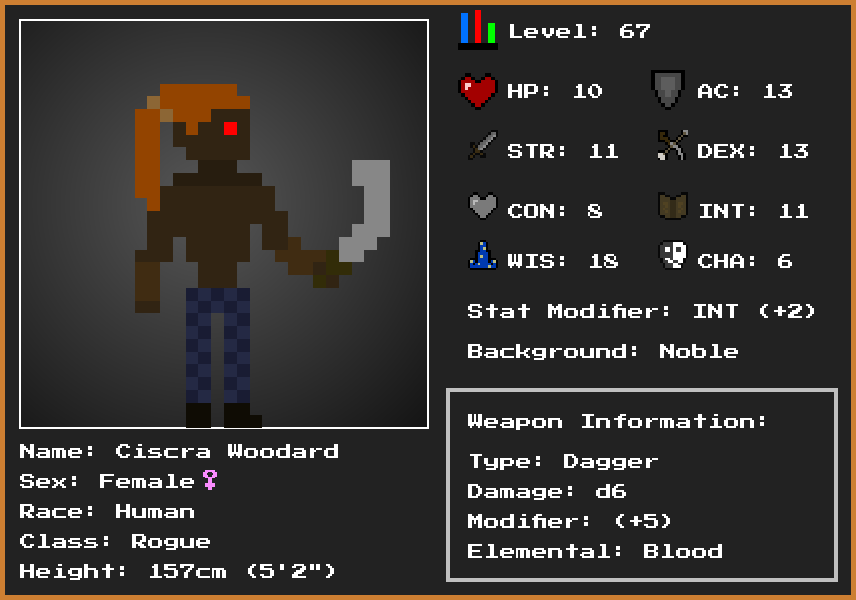 Level: 67
HP: 10
AC: 13
STR: 11
DEX: 13
CON: 8
INT: 11
WIS: 18
CHA: 6
Stat Modifier: INT (+2)
Background: Noble
Weapon Information:
Type: Dagger
Damage: d6
Modifier: (+5)
Elemental: Blood
Name: Ciscra Woodard
Sex: Female♀
Race: Human
Class: Rogue
Height: 157cm (5'2")